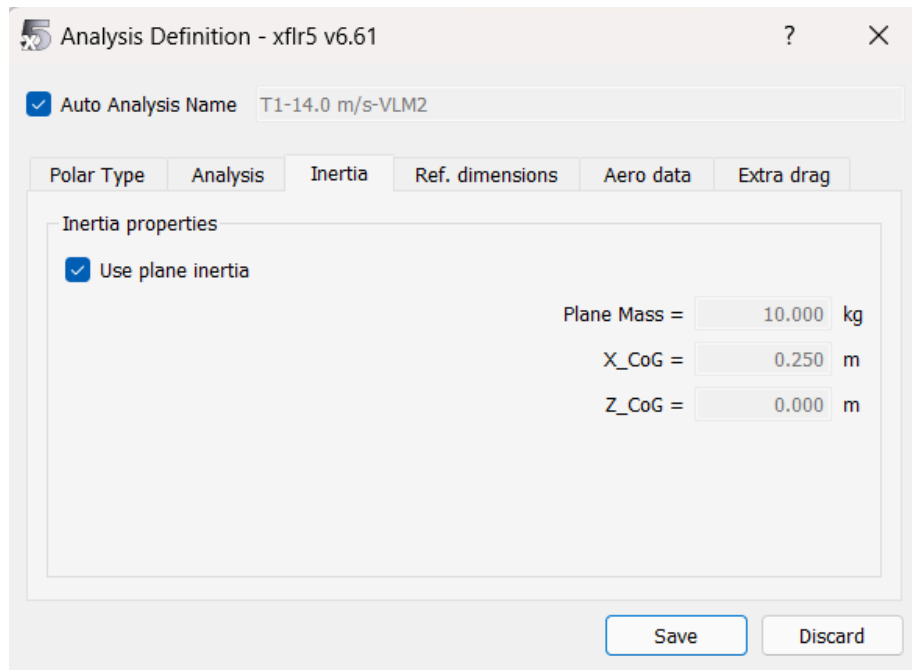 Analysis Definition - xflr5 v6.61 ?
Auto Analysis Name T1-14.0 m/s-VLM2
Polar Type Analysis Inertia Ref. dimensions Aero data Extra drag
Inertia properties
Use plane inertia
Plane Mass = 10.000 kg
X_CoG = 0.250 m
Z_CoG = 0.000 m
Save Discard